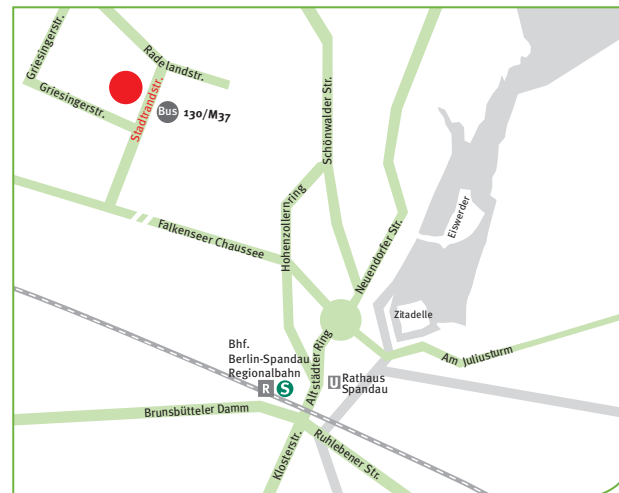 Griesingerstr.
Radelandstr.
Griesingerstr.
Stadtrandstr.
Bus 130/M37
Schönwalder Str.
Hohenzollernring
Falkenseer Chaussee
Neuendorfer Str.
Eiswerder
Zitadelle
Am Juliusturm
Altstädter Ring
Bhf.
Berlin-Spandau
Regionalbahn
R S
U Rathaus
Spandau
Brunsbütteler Damm
Klosterstr.
Ruhlebener Str.